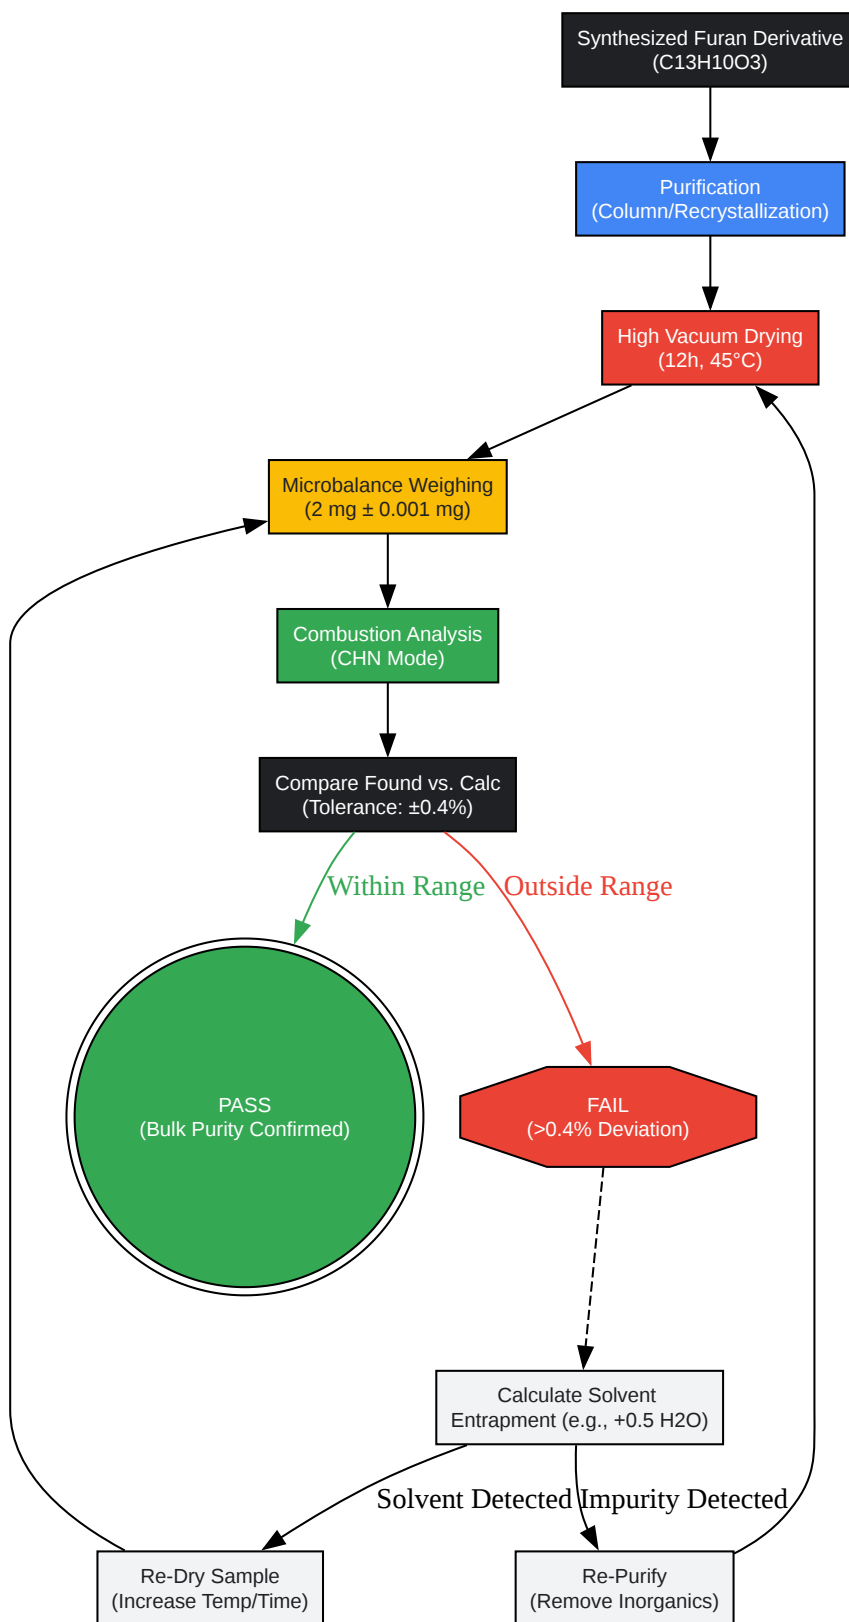 Synthesized Furan Derivative
(C13H10O3)
Purification
(Column/Recrystallization)
High Vacuum Drying
(12h, 45°C)
Microbalance Weighing
(2 mg ± 0.001 mg)
Combustion Analysis
(CHN Mode)
Compare Found vs. Calc
(Tolerance: ±0.4%)
Within Range
Outside Range
PASS
(Bulk Purity Confirmed)
FAIL
(>0.4% Deviation)
Calculate Solvent
Entrapment (e.g., +0.5 H2O)
Solvent Detected
Impurity Detected
Re-Dry Sample
(Increase Temp/Time)
Re-Purify
(Remove Inorganics)